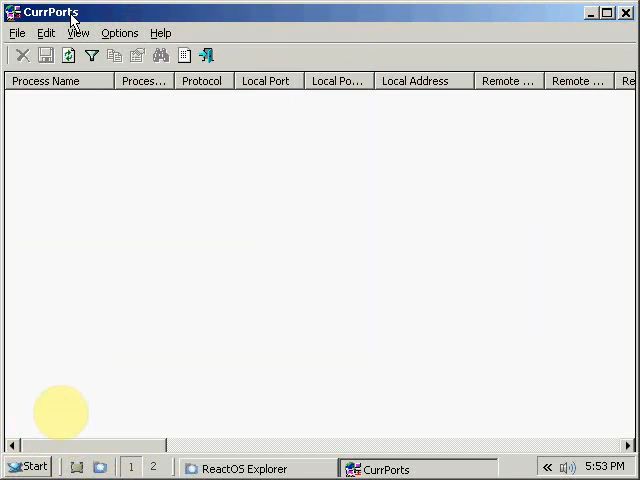 CurrPorts
File Edit View Options Help
Process Name Proces... Protocol Local Port Local Po... Local Address Remote ... Remote ... Re
Start 1 2 ReactOS Explorer CurrPorts 5:53 PM